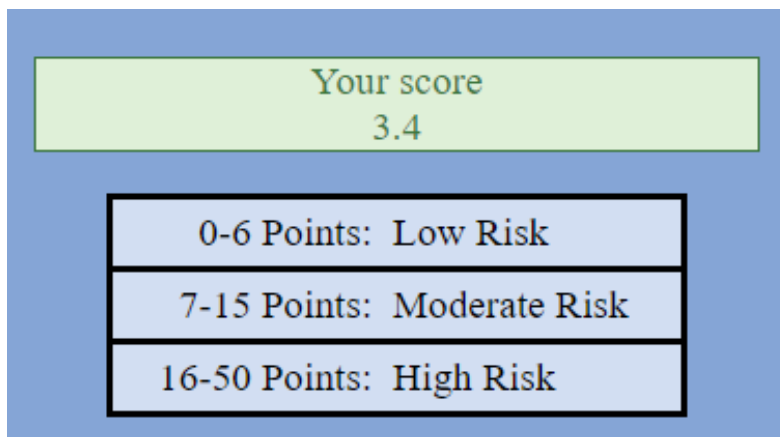 Your score
3.4
0-6 Points: Low Risk
7-15 Points: Moderate Risk
16-50 Points: High Risk